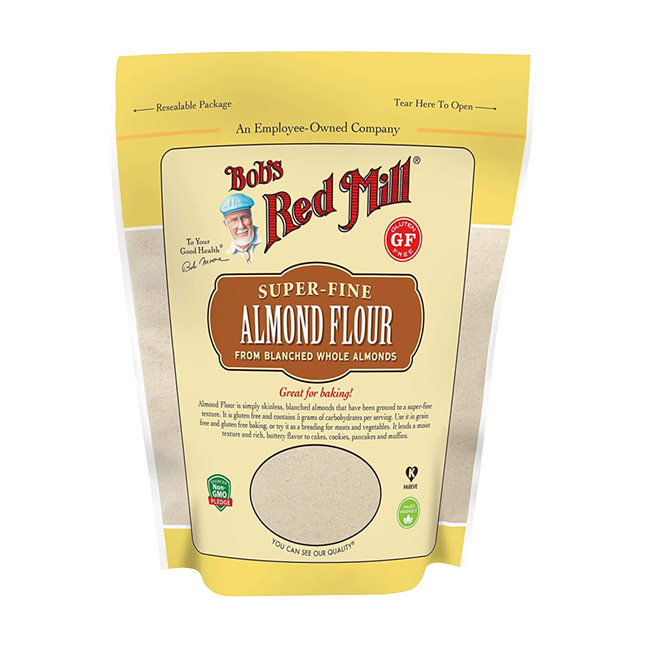 Resealable Package
Tear Here To Open
An Employee-Owned Company
Bob's
Red Mill®
To Your
Good Health®
Bob Moore
GLUTEN
GF
FREE
SUPER-FINE
ALMOND FLOUR
FROM BLANCHED WHOLE ALMONDS
Great for baking!
Almond Flour is simply skinless, blanched almonds that have been ground to a super-fine
texture. It is gluten free and contains 5 grams of carbohydrates per serving. Use it in grain
free and gluten free baking, or try it as a breading for meats and vegetables. It lends a moist
texture and rich, buttery flavor to cakes, cookies, pancakes and muffins.
SOURCED
Non-
GMO
PLEDGE
K
PAREVE
PALEO
FRIENDLY
YOU CAN SEE OUR QUALITY®